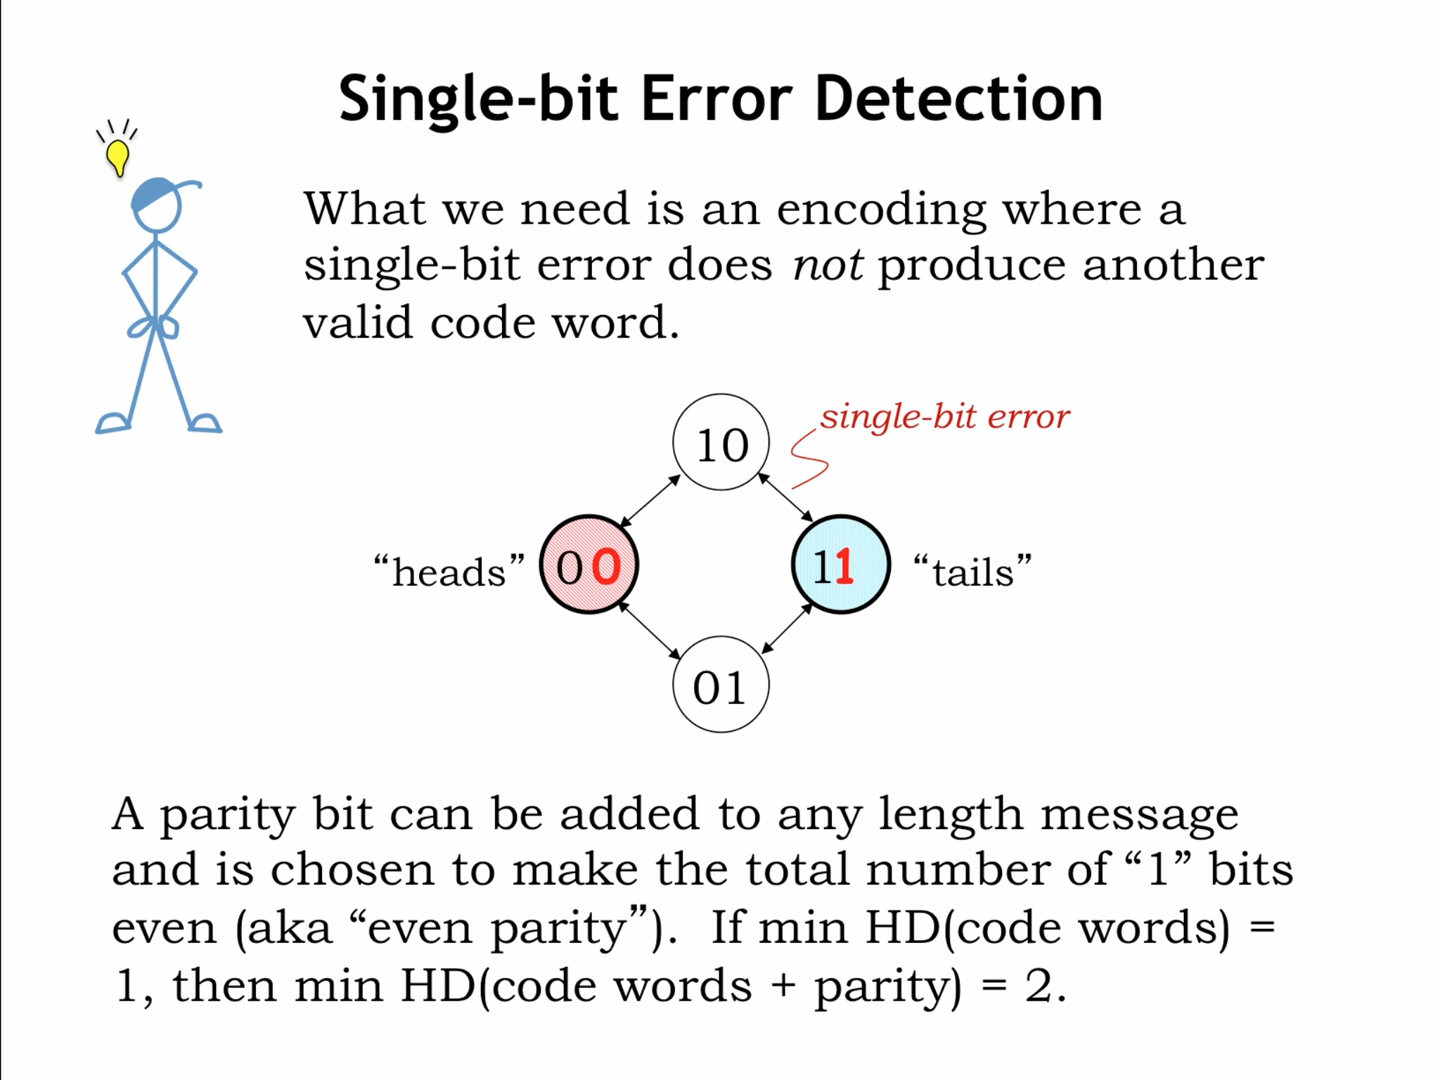 Single-bit Error Detection
What we need is an encoding where a
single-bit error does not produce another
valid code word.
single-bit error
10
“heads” 00 11 “tails”
01
A parity bit can be added to any length message
and is chosen to make the total number of “1” bits
even (aka “even parity”).  If min HD(code words) =
1, then min HD(code words + parity) = 2.